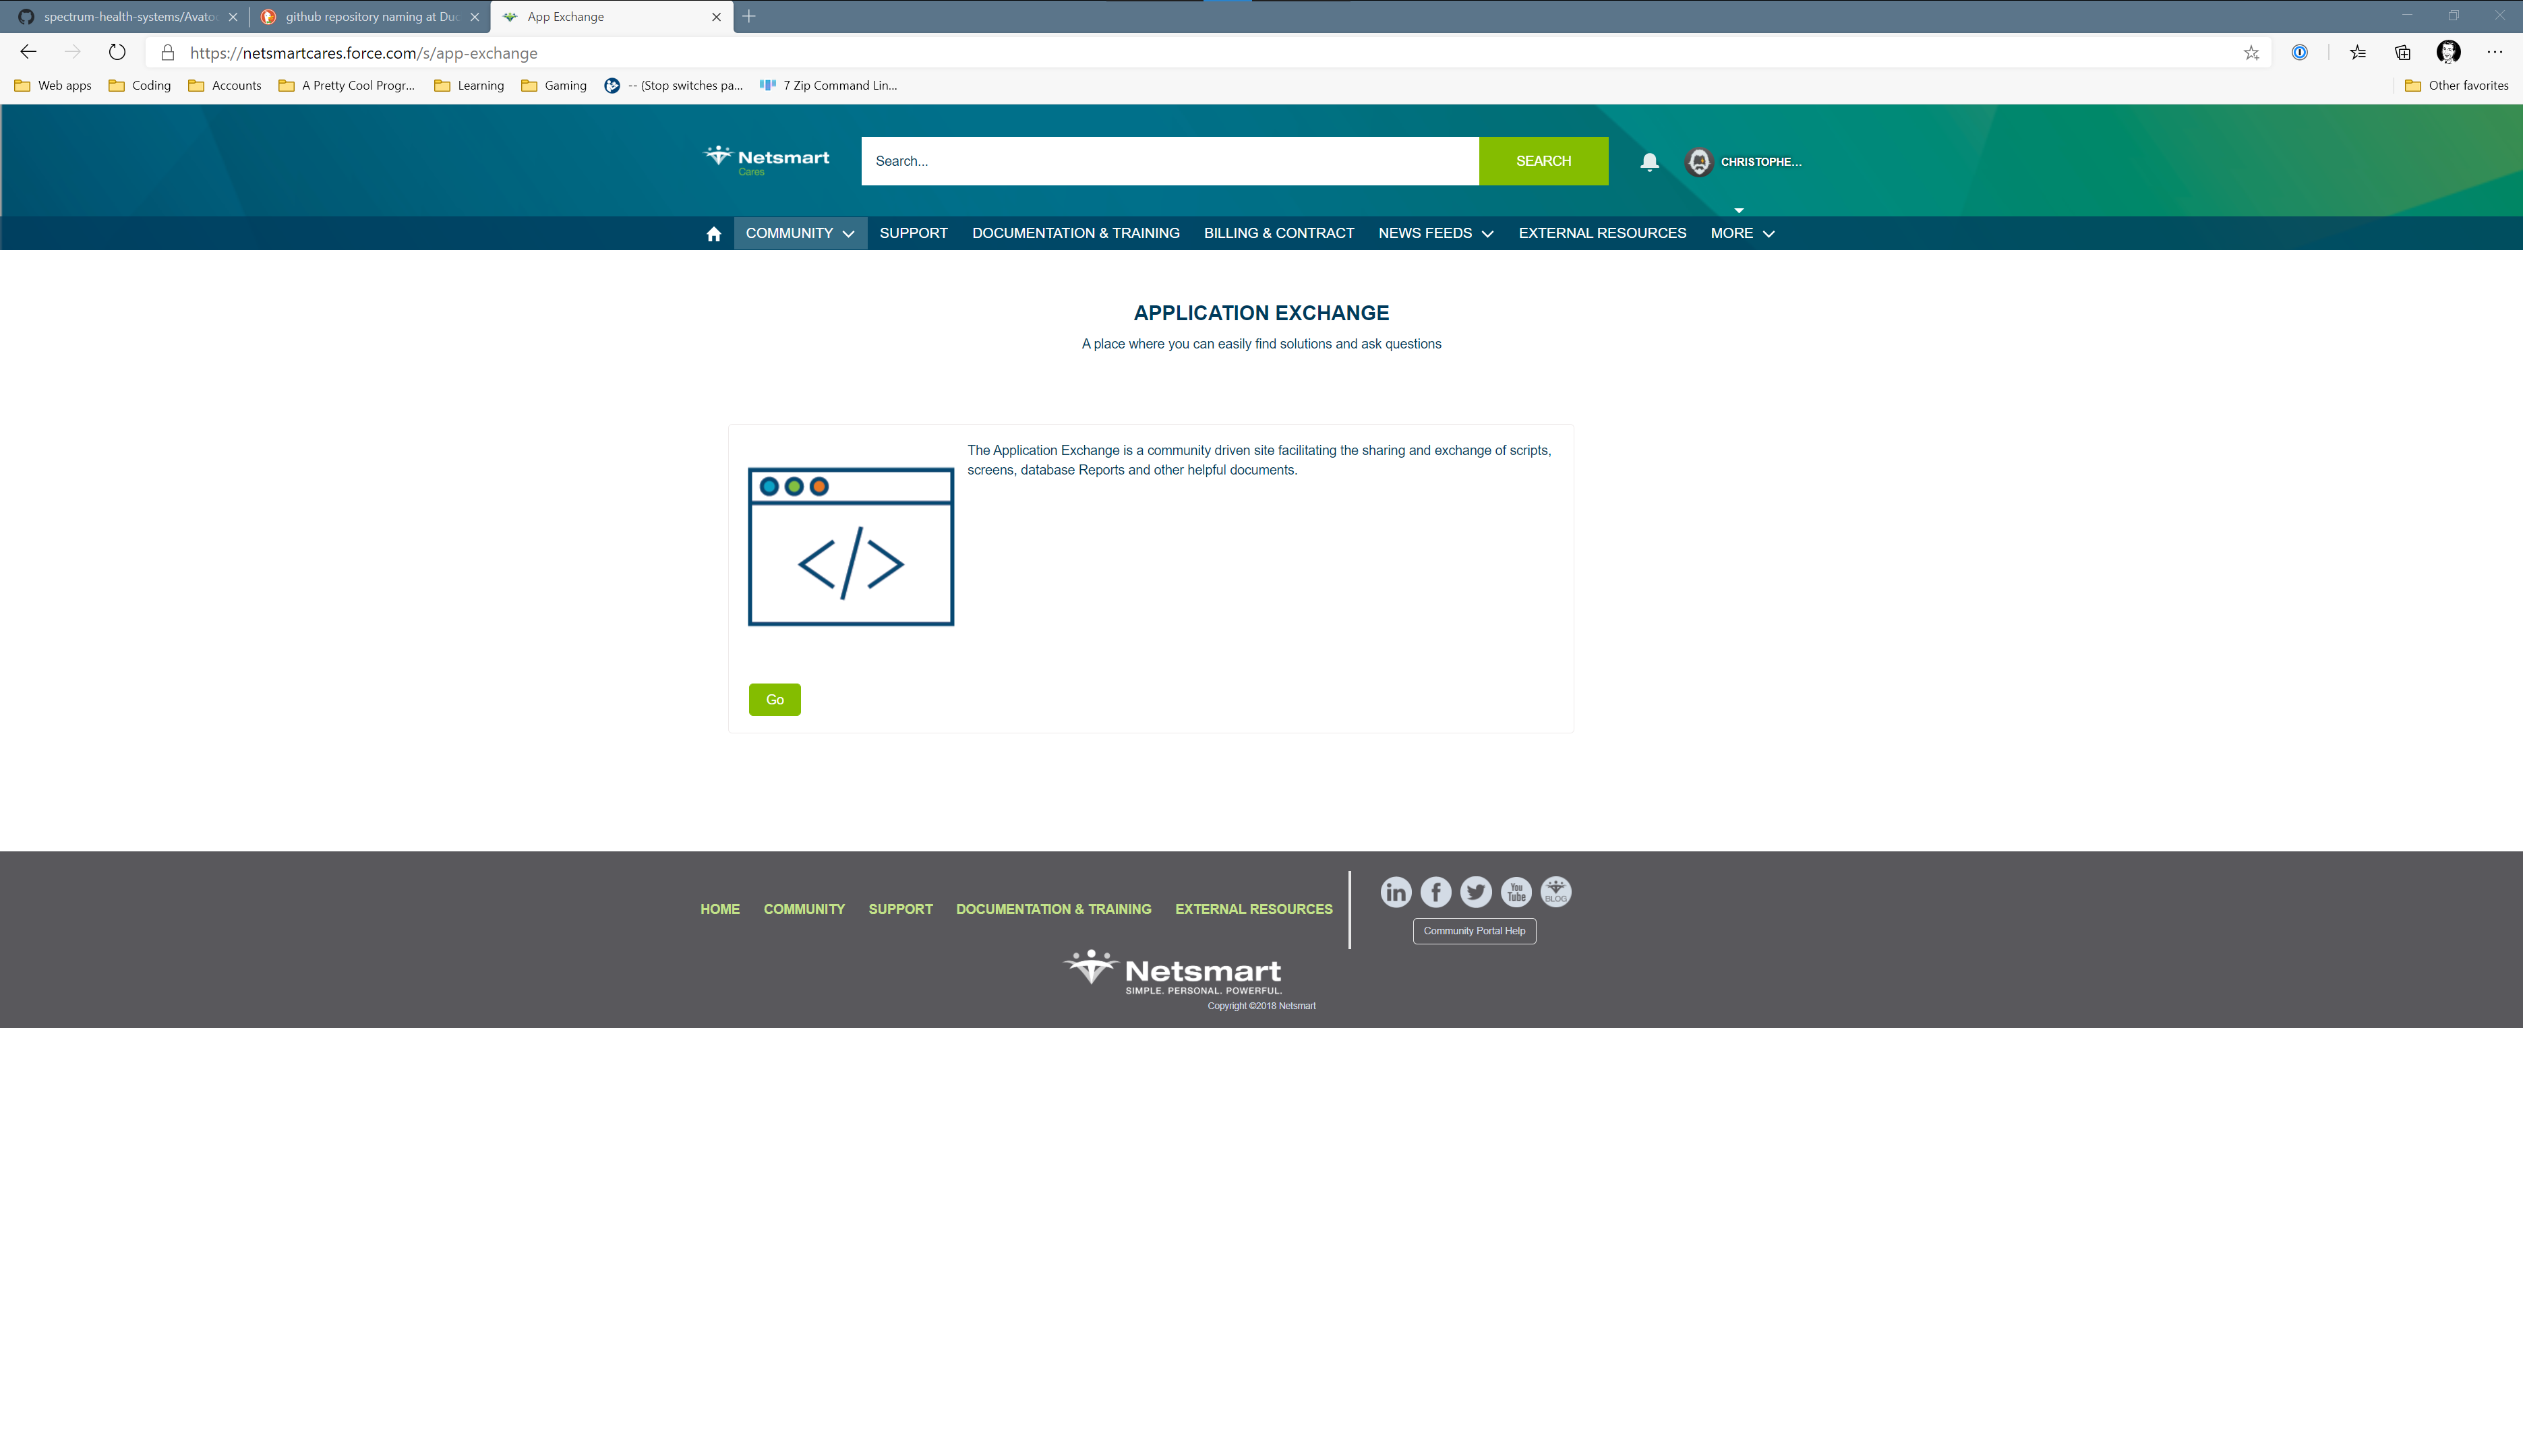 spectrum-health-systems/Avato
github repository naming at Duc
App Exchange
https://netsmartcares.force.com/s/app-exchange
Web apps
Coding
Accounts
A Pretty Cool Progr...
Learning
Gaming
-- (Stop switches pa...
7 Zip Command Lin...
Other favorites
Netsmart
Cares
Search...
SEARCH
CHRISTOPHE...
COMMUNITY
SUPPORT
DOCUMENTATION & TRAINING
BILLING & CONTRACT
NEWS FEEDS
EXTERNAL RESOURCES
MORE
APPLICATION EXCHANGE
A place where you can easily find solutions and ask questions
The Application Exchange is a community driven site facilitating the sharing and exchange of scripts,
screens, database Reports and other helpful documents.
</>
Go
HOME
COMMUNITY
SUPPORT
DOCUMENTATION & TRAINING
EXTERNAL RESOURCES
in
f
You
Tube
BLOG
Community Portal Help
Netsmart
SIMPLE. PERSONAL. POWERFUL.
Copyright ©2018 Netsmart